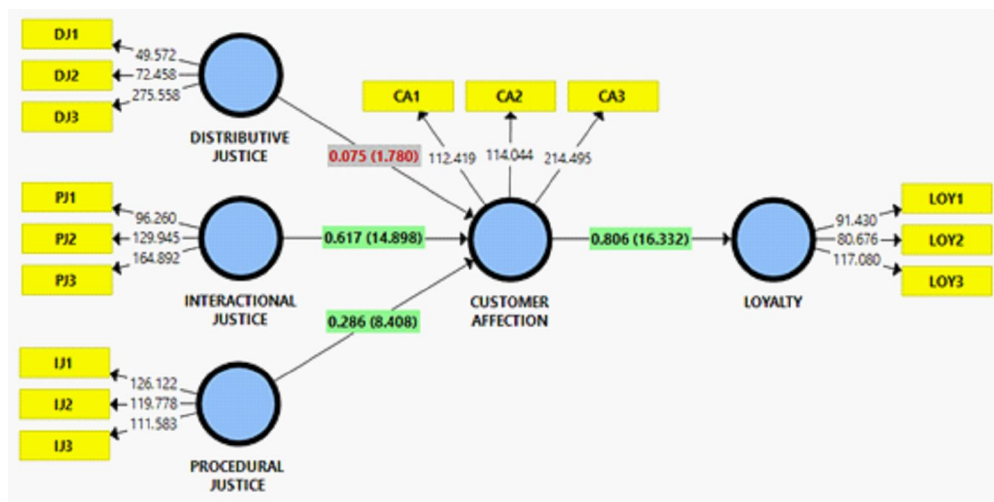 DJ1
49.572
DJ2
72.458
275.558
DJ3
DISTRIBUTIVE
JUSTICE
CA1
CA2
CA3
0.075 (1.780)
112.419
114.044
214.495
PJ1
96.260
PJ2
129.945
164.892
PJ3
INTERACTIONAL
JUSTICE
0.617 (14.898)
CUSTOMER
AFFECTION
0.806 (16.332)
LOYALTY
LOY1
91.430
80.676
LOY2
117.080
LOY3
0.286 (8.408)
IJ1
126.122
IJ2
119.778
111.583
IJ3
PROCEDURAL
JUSTICE